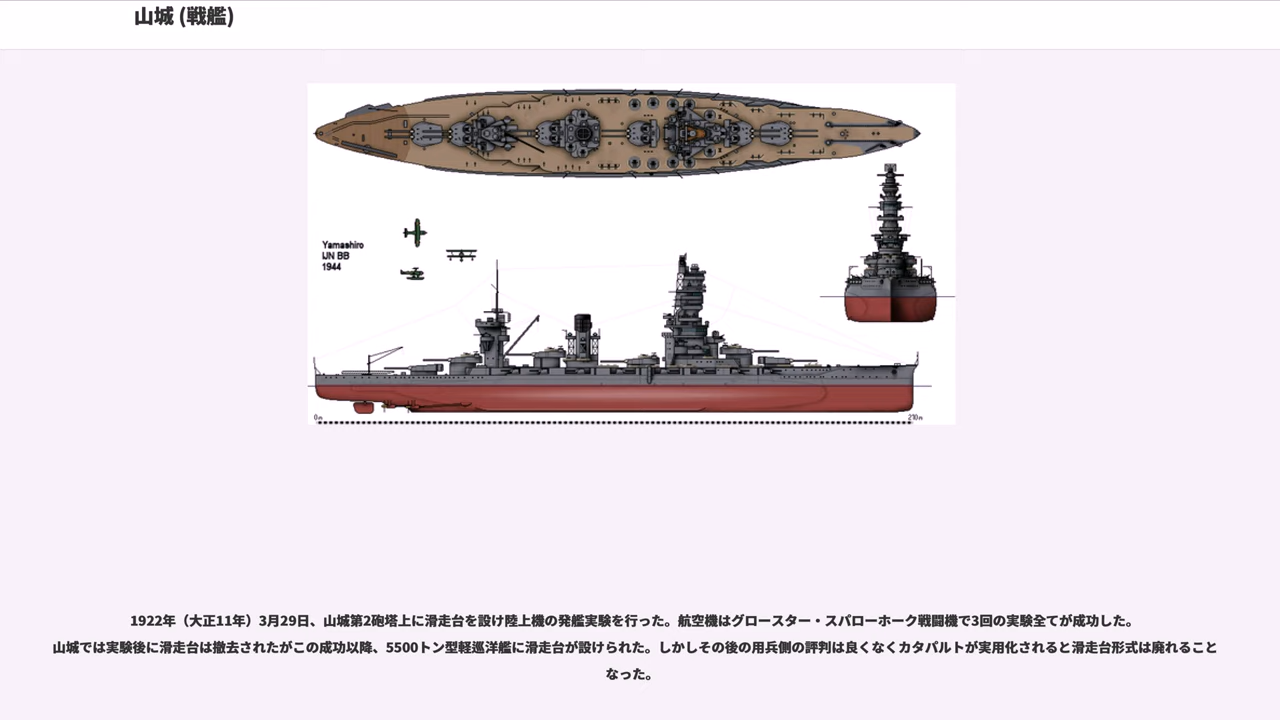 山城 (戦艦)
Yamashiro
IJN BB
1944
0m
210m
1922年（大正11年）3月29日、山城第2砲塔上に滑走台を設け陸上機の発艦実験を行った。航空機はグロースター・スパローホーク戦闘機で3回の実験全てが成功した。
山城では実験後に滑走台は撤去されたがこの成功以降、5500トン型軽巡洋艦に滑走台が設けられた。しかしその後の用兵側の評判は良くなくカタパルトが実用化されると滑走台形式は廃れること
なった。